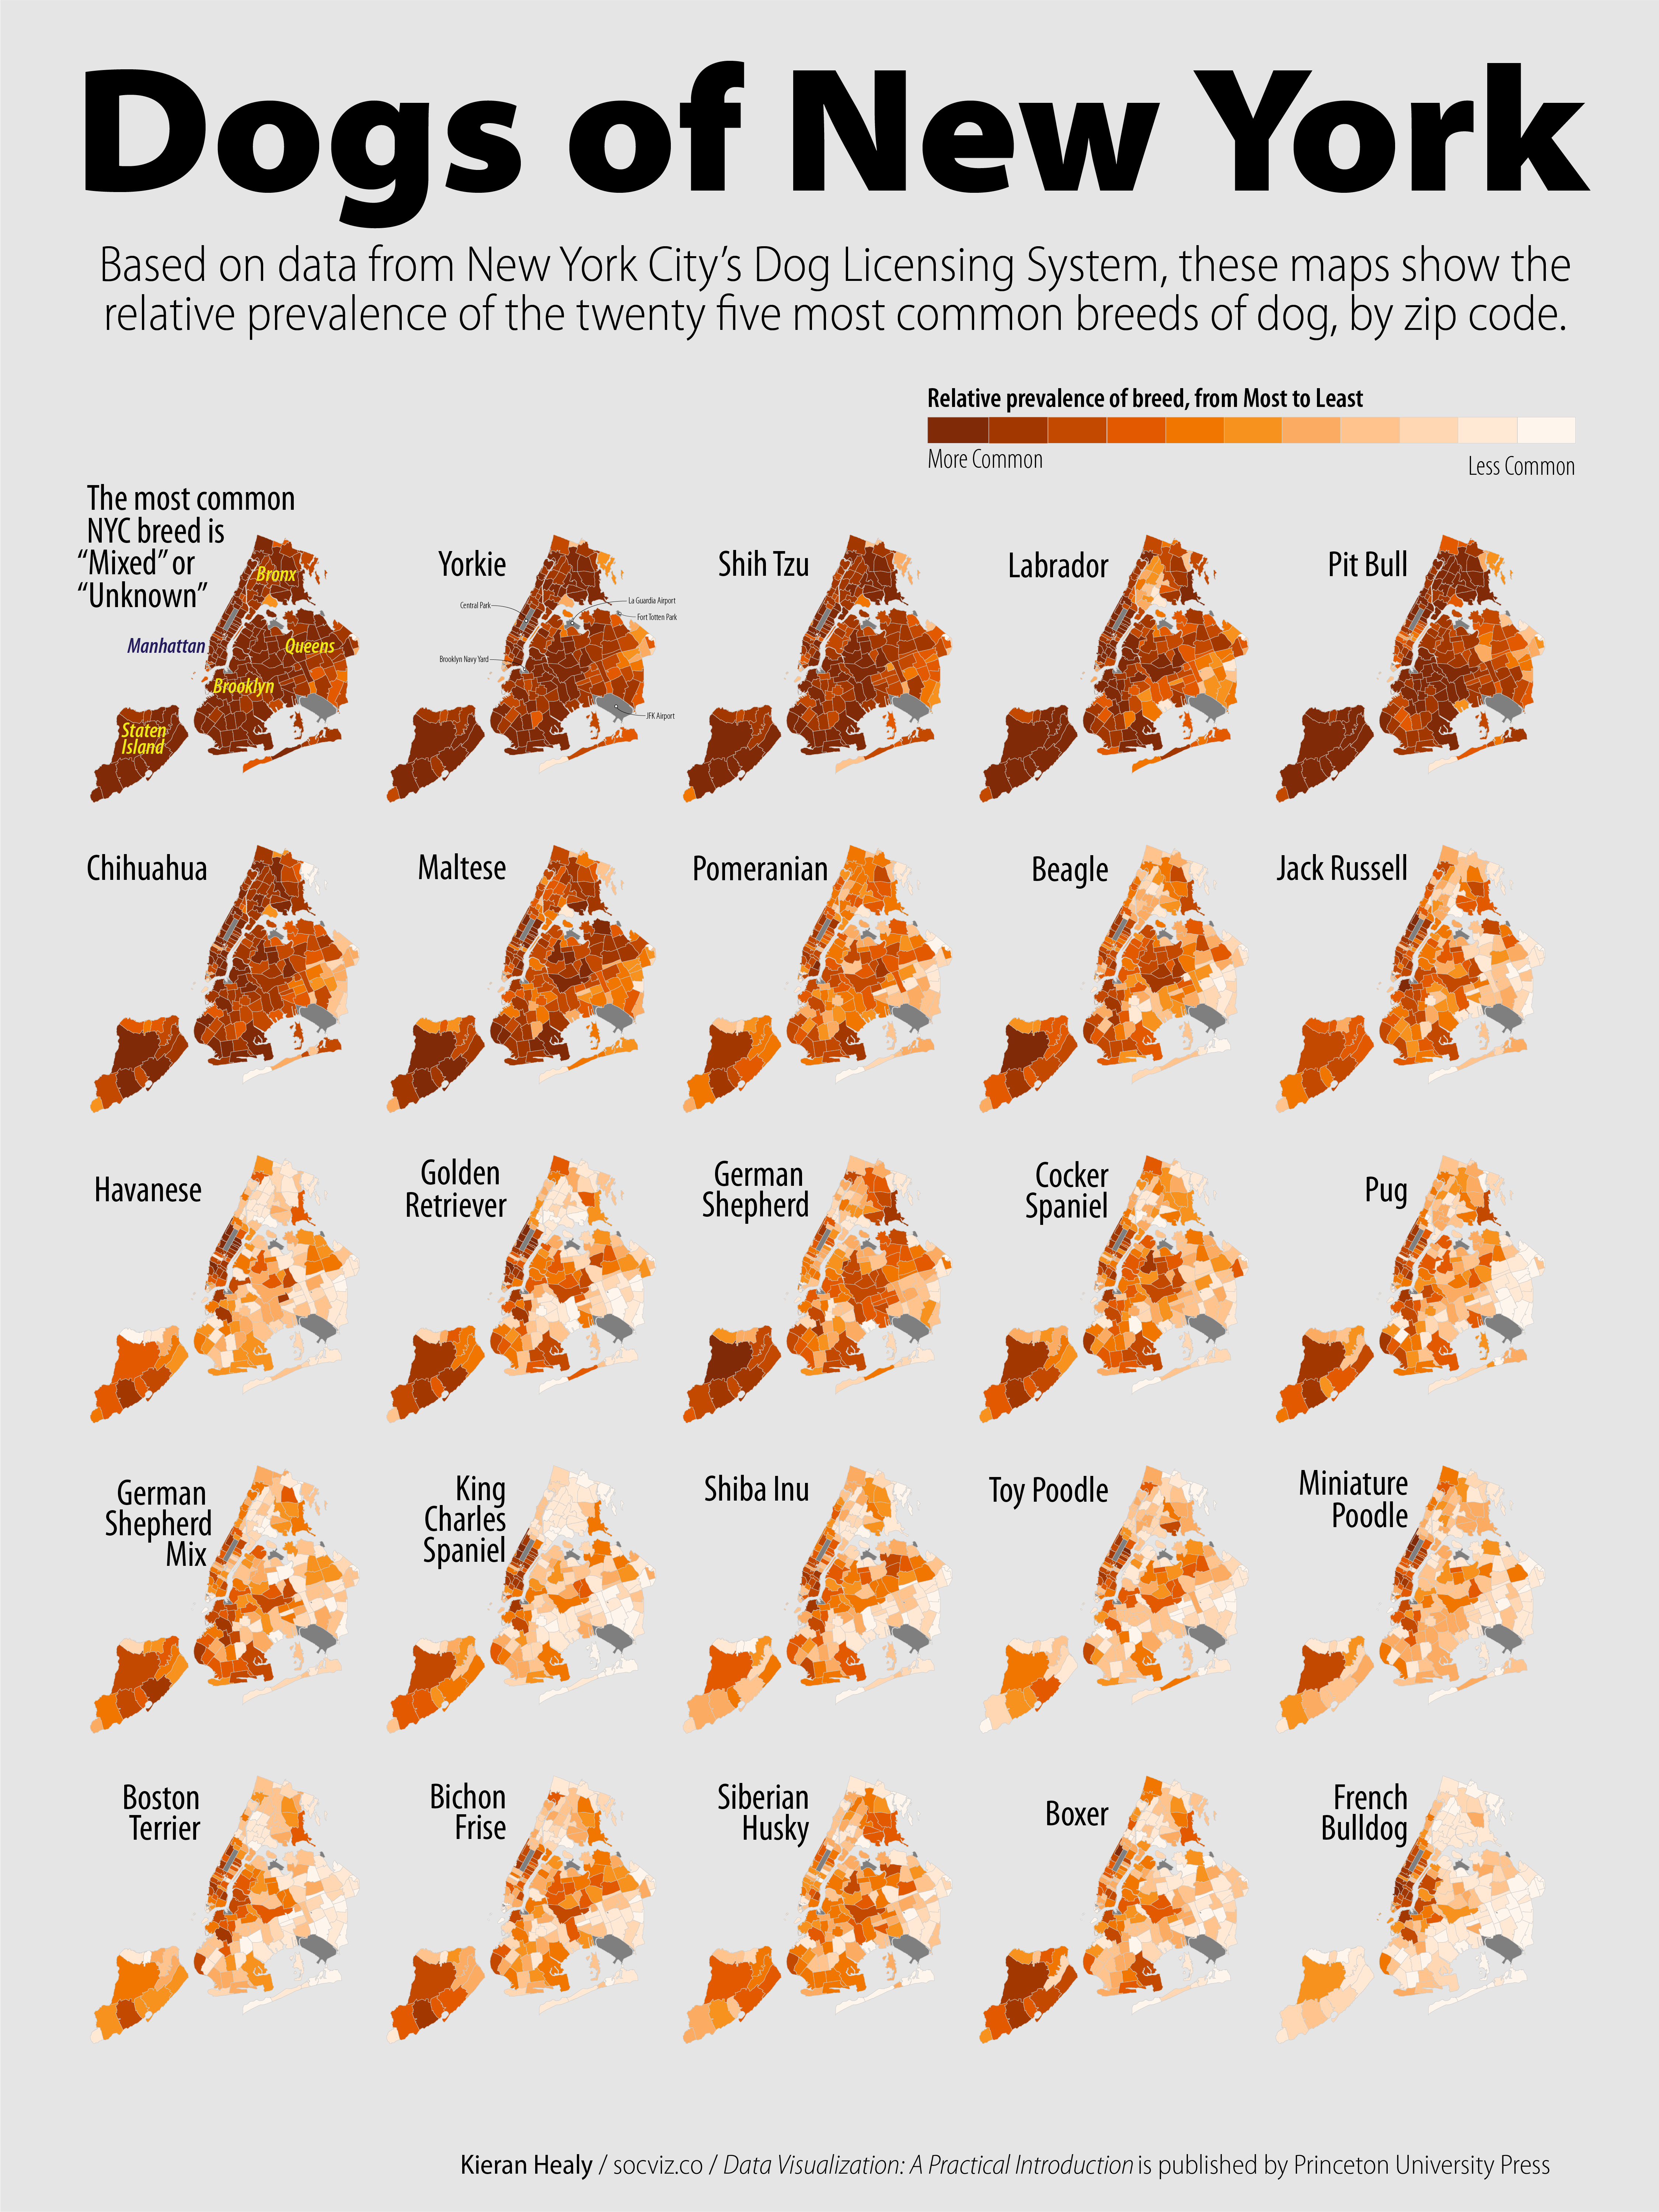 Dogs of New York
Based on data from New York City’s Dog Licensing System, these maps show the
relative prevalence of the twenty five most common breeds of dog, by zip code.
Relative prevalence of breed, from Most to Least
More Common
Less Common
The most common
NYC breed is
“Mixed” or
“Unknown”
Bronx
Manhattan
Queens
Brooklyn
Staten
Island
Yorkie
Central Park
La Guardia Airport
Fort Totten Park
Brooklyn Navy Yard
JFK Airport
Shih Tzu
Labrador
Pit Bull
Chihuahua
Maltese
Pomeranian
Beagle
Jack Russell
Havanese
Golden
Retriever
German
Shepherd
Cocker
Spaniel
Pug
German
Shepherd
Mix
King
Charles
Spaniel
Shiba Inu
Toy Poodle
Miniature
Poodle
Boston
Terrier
Bichon
Frise
Siberian
Husky
Boxer
French
Bulldog
Kieran Healy / socviz.co / Data Visualization: A Practical Introduction is published by Princeton University Press